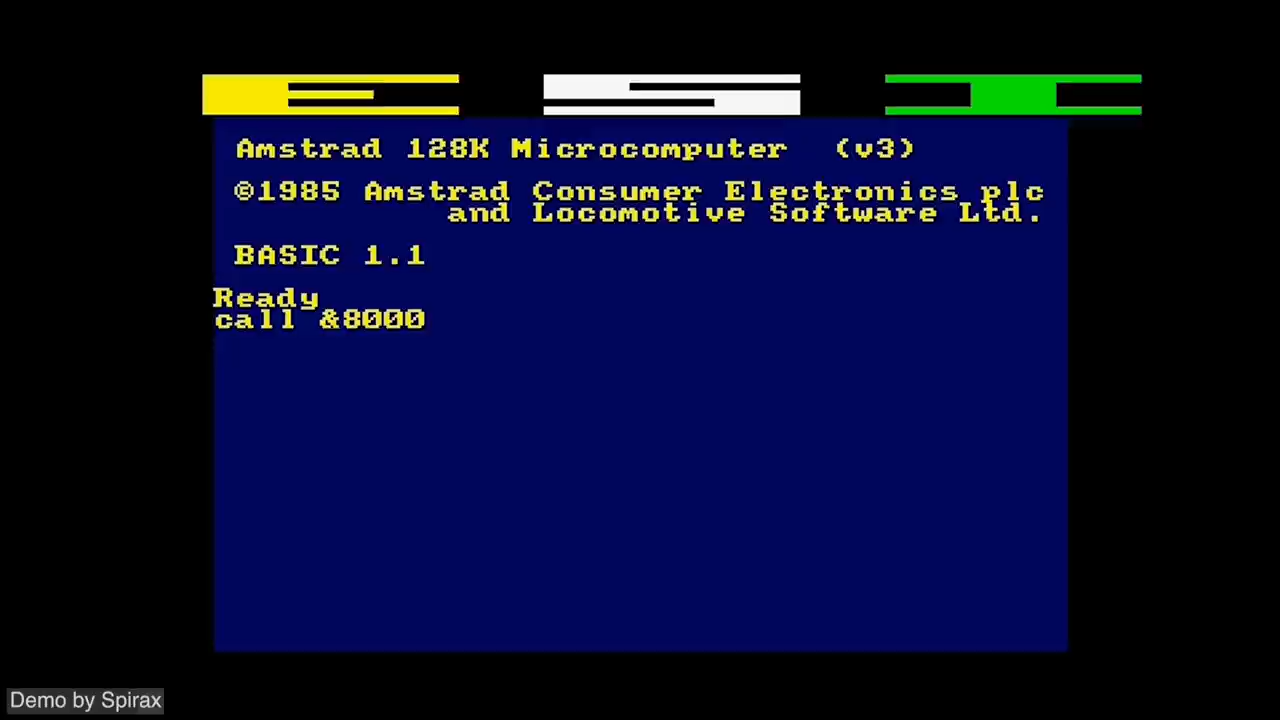 E S I
Amstrad 128K Microcomputer (v3)
©1985 Amstrad Consumer Electronics plc
and Locomotive Software Ltd.
BASIC 1.1
Ready
call &8000
Demo by Spirax